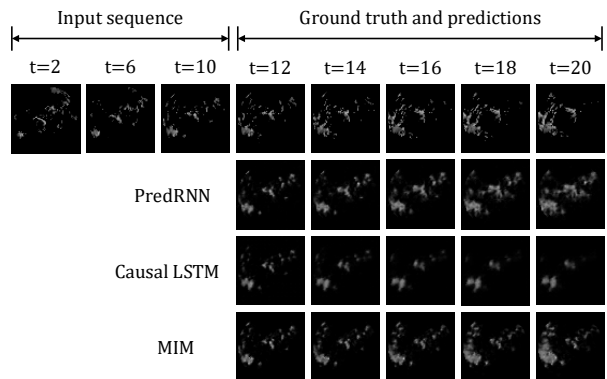 Input sequence
Ground truth and predictions
t=2 t=6 t=10 t=12 t=14 t=16 t=18 t=20
PredRNN
Causal LSTM
MIM